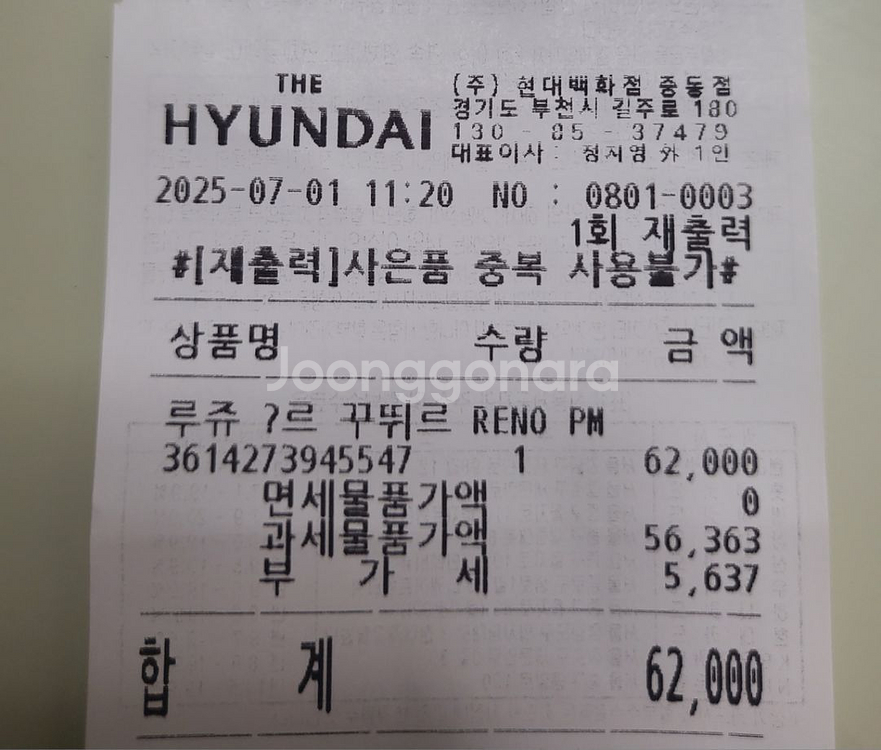 THE
HYUNDAI
(주) 현대백화점 중동점
경기도 부천시 길주로 180
130 - 85 - 37479
대표이사 : 정지영 外 1인
2025-07-01 11:20 NO : 0801-0003
1회 재출력
#[재출력]사은품 중복 사용불가#
상품명 수량 금 액
Joonggonara
루쥬 ?르 꾸뛰르 RENO PM
3614273945547 1 62,000
면세물품가액 0
과세물품가액 56,363
부 가 세 5,637
합 계 62,000